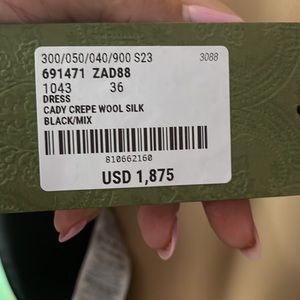 300/050/040/900 S23 3088
691471 ZAD88
1043 36
DRESS
CADY CREPE WOOL SILK
BLACK/MIX
810662160
USD 1,875